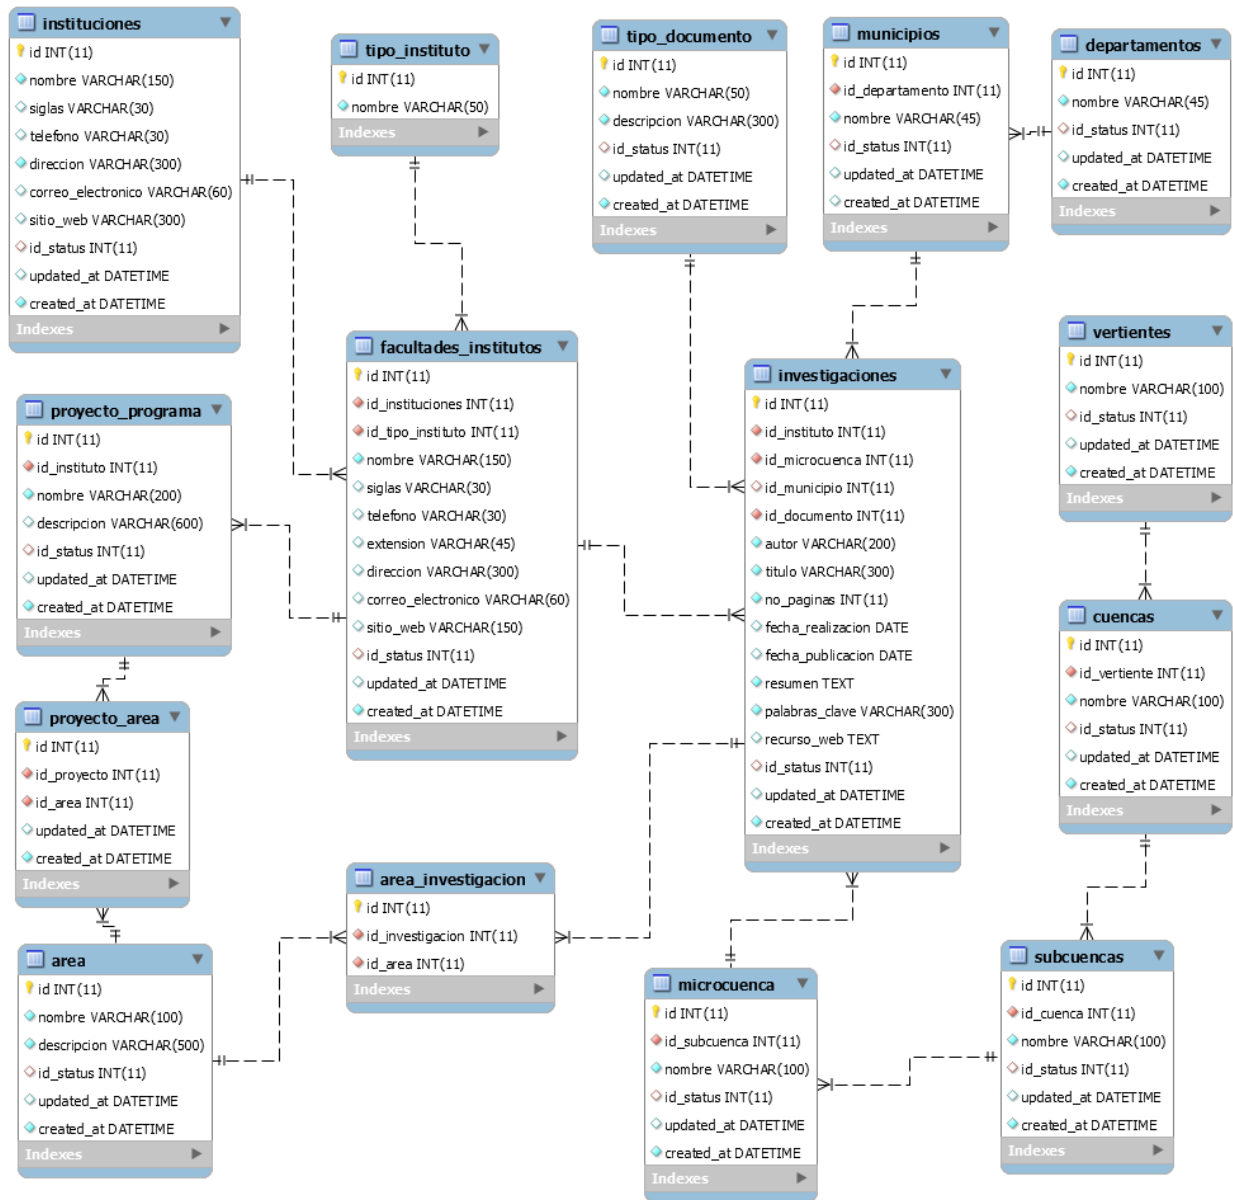 instituciones
id INT(11)
nombre VARCHAR(150)
siglas VARCHAR(30)
telefono VARCHAR(30)
direccion VARCHAR(300)
correo_electronico VARCHAR(60)
sitio_web VARCHAR(300)
id_status INT(11)
updated_at DATETIME
created_at DATETIME
Indexes
tipo_instituto
id INT(11)
nombre VARCHAR(50)
Indexes
tipo_documento
id INT(11)
nombre VARCHAR(50)
descripcion VARCHAR(300)
id_status INT(11)
updated_at DATETIME
created_at DATETIME
Indexes
municipios
id INT(11)
id_departamento INT(11)
nombre VARCHAR(45)
id_status INT(11)
updated_at DATETIME
created_at DATETIME
Indexes
departamentos
id INT(11)
nombre VARCHAR(45)
id_status INT(11)
updated_at DATETIME
created_at DATETIME
Indexes
proyecto_programa
id INT(11)
id_instituto INT(11)
nombre VARCHAR(200)
descripcion VARCHAR(600)
id_status INT(11)
updated_at DATETIME
created_at DATETIME
Indexes
facultades_institutos
id INT(11)
id_instituciones INT(11)
id_tipo_instituto INT(11)
nombre VARCHAR(150)
siglas VARCHAR(30)
telefono VARCHAR(30)
extension VARCHAR(45)
direccion VARCHAR(300)
correo_electronico VARCHAR(60)
sitio_web VARCHAR(150)
id_status INT(11)
updated_at DATETIME
created_at DATETIME
Indexes
investigaciones
id INT(11)
id_instituto INT(11)
id_microcuenca INT(11)
id_municipio INT(11)
id_documento INT(11)
autor VARCHAR(200)
titulo VARCHAR(300)
no_paginas INT(11)
fecha_realizacion DATE
fecha_publicacion DATE
resumen TEXT
palabras_clave VARCHAR(300)
recurso_web TEXT
id_status INT(11)
updated_at DATETIME
created_at DATETIME
Indexes
vertientes
id INT(11)
nombre VARCHAR(100)
id_status INT(11)
updated_at DATETIME
created_at DATETIME
Indexes
cuencas
id INT(11)
id_vertiente INT(11)
nombre VARCHAR(100)
id_status INT(11)
updated_at DATETIME
created_at DATETIME
Indexes
proyecto_area
id INT(11)
id_proyecto INT(11)
id_area INT(11)
updated_at DATETIME
created_at DATETIME
Indexes
area_investigacion
id INT(11)
id_investigacion INT(11)
id_area INT(11)
Indexes
area
id INT(11)
nombre VARCHAR(100)
descripcion VARCHAR(500)
id_status INT(11)
updated_at DATETIME
created_at DATETIME
Indexes
microcuenca
id INT(11)
id_subcuenca INT(11)
nombre VARCHAR(100)
id_status INT(11)
updated_at DATETIME
created_at DATETIME
Indexes
subcuencas
id INT(11)
id_cuenca INT(11)
nombre VARCHAR(100)
id_status INT(11)
updated_at DATETIME
created_at DATETIME
Indexes